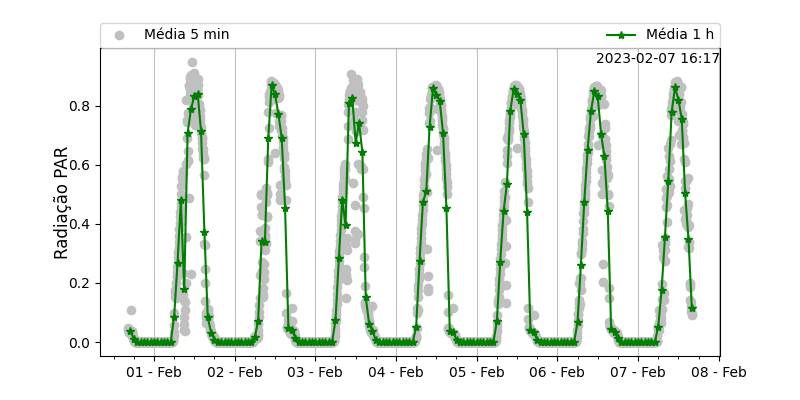 Média 5 min
Média 1 h
2023-02-07 16:17
Radiação PAR
0.8
0.6
0.4
0.2
0.0
01 - Feb
02 - Feb
03 - Feb
04 - Feb
05 - Feb
06 - Feb
07 - Feb
08 - Feb